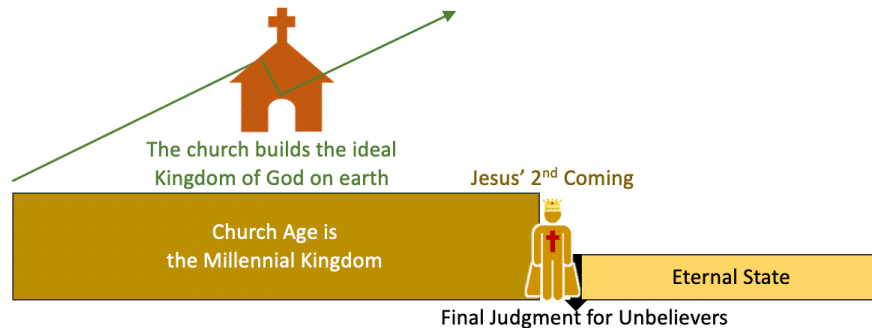 The church builds the ideal
Kingdom of God on earth
Jesus’ 2nd Coming
Church Age is
the Millennial Kingdom
Eternal State
Final Judgment for Unbelievers